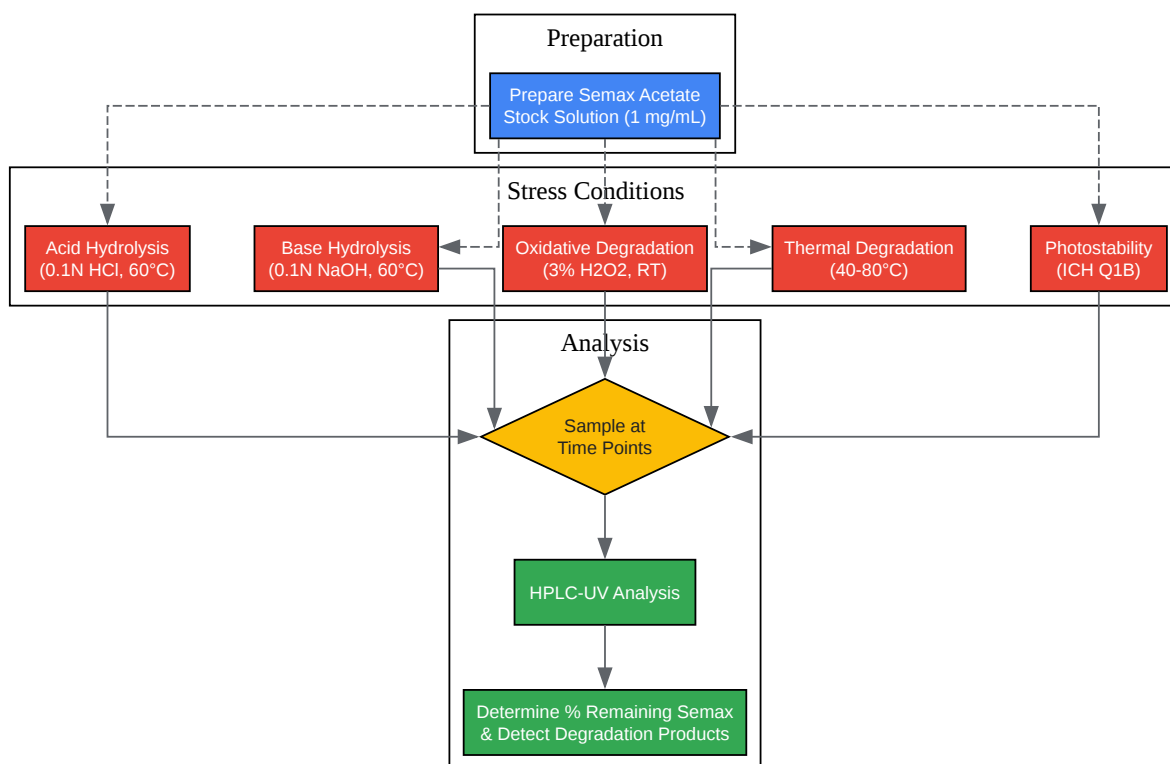 Preparation
Prepare Semax Acetate
Stock Solution (1 mg/mL)
Stress Conditions
Acid Hydrolysis
(0.1N HCl, 60°C)
Base Hydrolysis
(0.1N NaOH, 60°C)
Oxidative Degradation
(3% H2O2, RT)
Thermal Degradation
(40-80°C)
Photostability
(ICH Q1B)
Analysis
Sample at
Time Points
HPLC-UV Analysis
Determine % Remaining Semax
& Detect Degradation Products